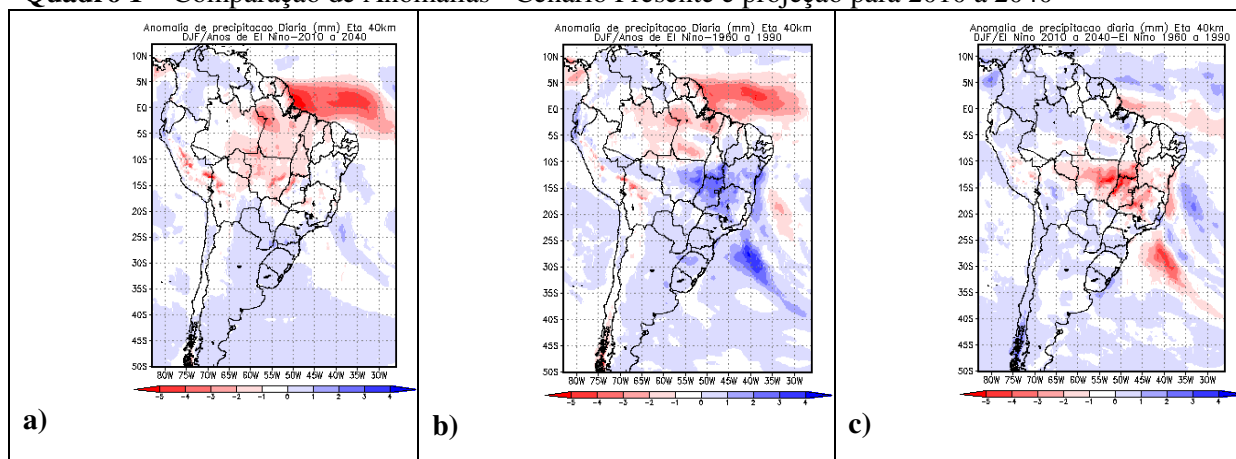 Quadro 1 – Comparação de Anomalias – Cenário Presente e projeção para 2010 a 2040
Anomalia de precipitacao Diaria (mm) Eta 40km
DJF/Anos de El Nino-2010 a 2040
10N
5N
EQ
5S
10S
15S
20S
25S
30S
35S
40S
45S
50S
80W 75W 70W 65W 60W 55W 50W 45W 40W 35W 30W
-5 -4 -3 -2 -1 0 1 2 3 4
a)
Anomalia de precipitacao Diaria (mm) Eta 40km
DJF/Anos de El Nino-1960 a 1990
10N
5N
EQ
5S
10S
15S
20S
25S
30S
35S
40S
45S
50S
80W 75W 70W 65W 60W 55W 50W 45W 40W 35W 30W
-5 -4 -3 -2 -1 0 1 2 3 4
b)
Anomalia de precipitacao diaria (mm) Eta 40km
DJF/El Nino 2010 a 2040-El Nino 1960 a 1990
10N
5N
EQ
5S
10S
15S
20S
25S
30S
35S
40S
45S
50S
80W 75W 70W 65W 60W 55W 50W 45W 40W 35W 30W
-5 -4 -3 -2 -1 0 1 2 3 4
c)